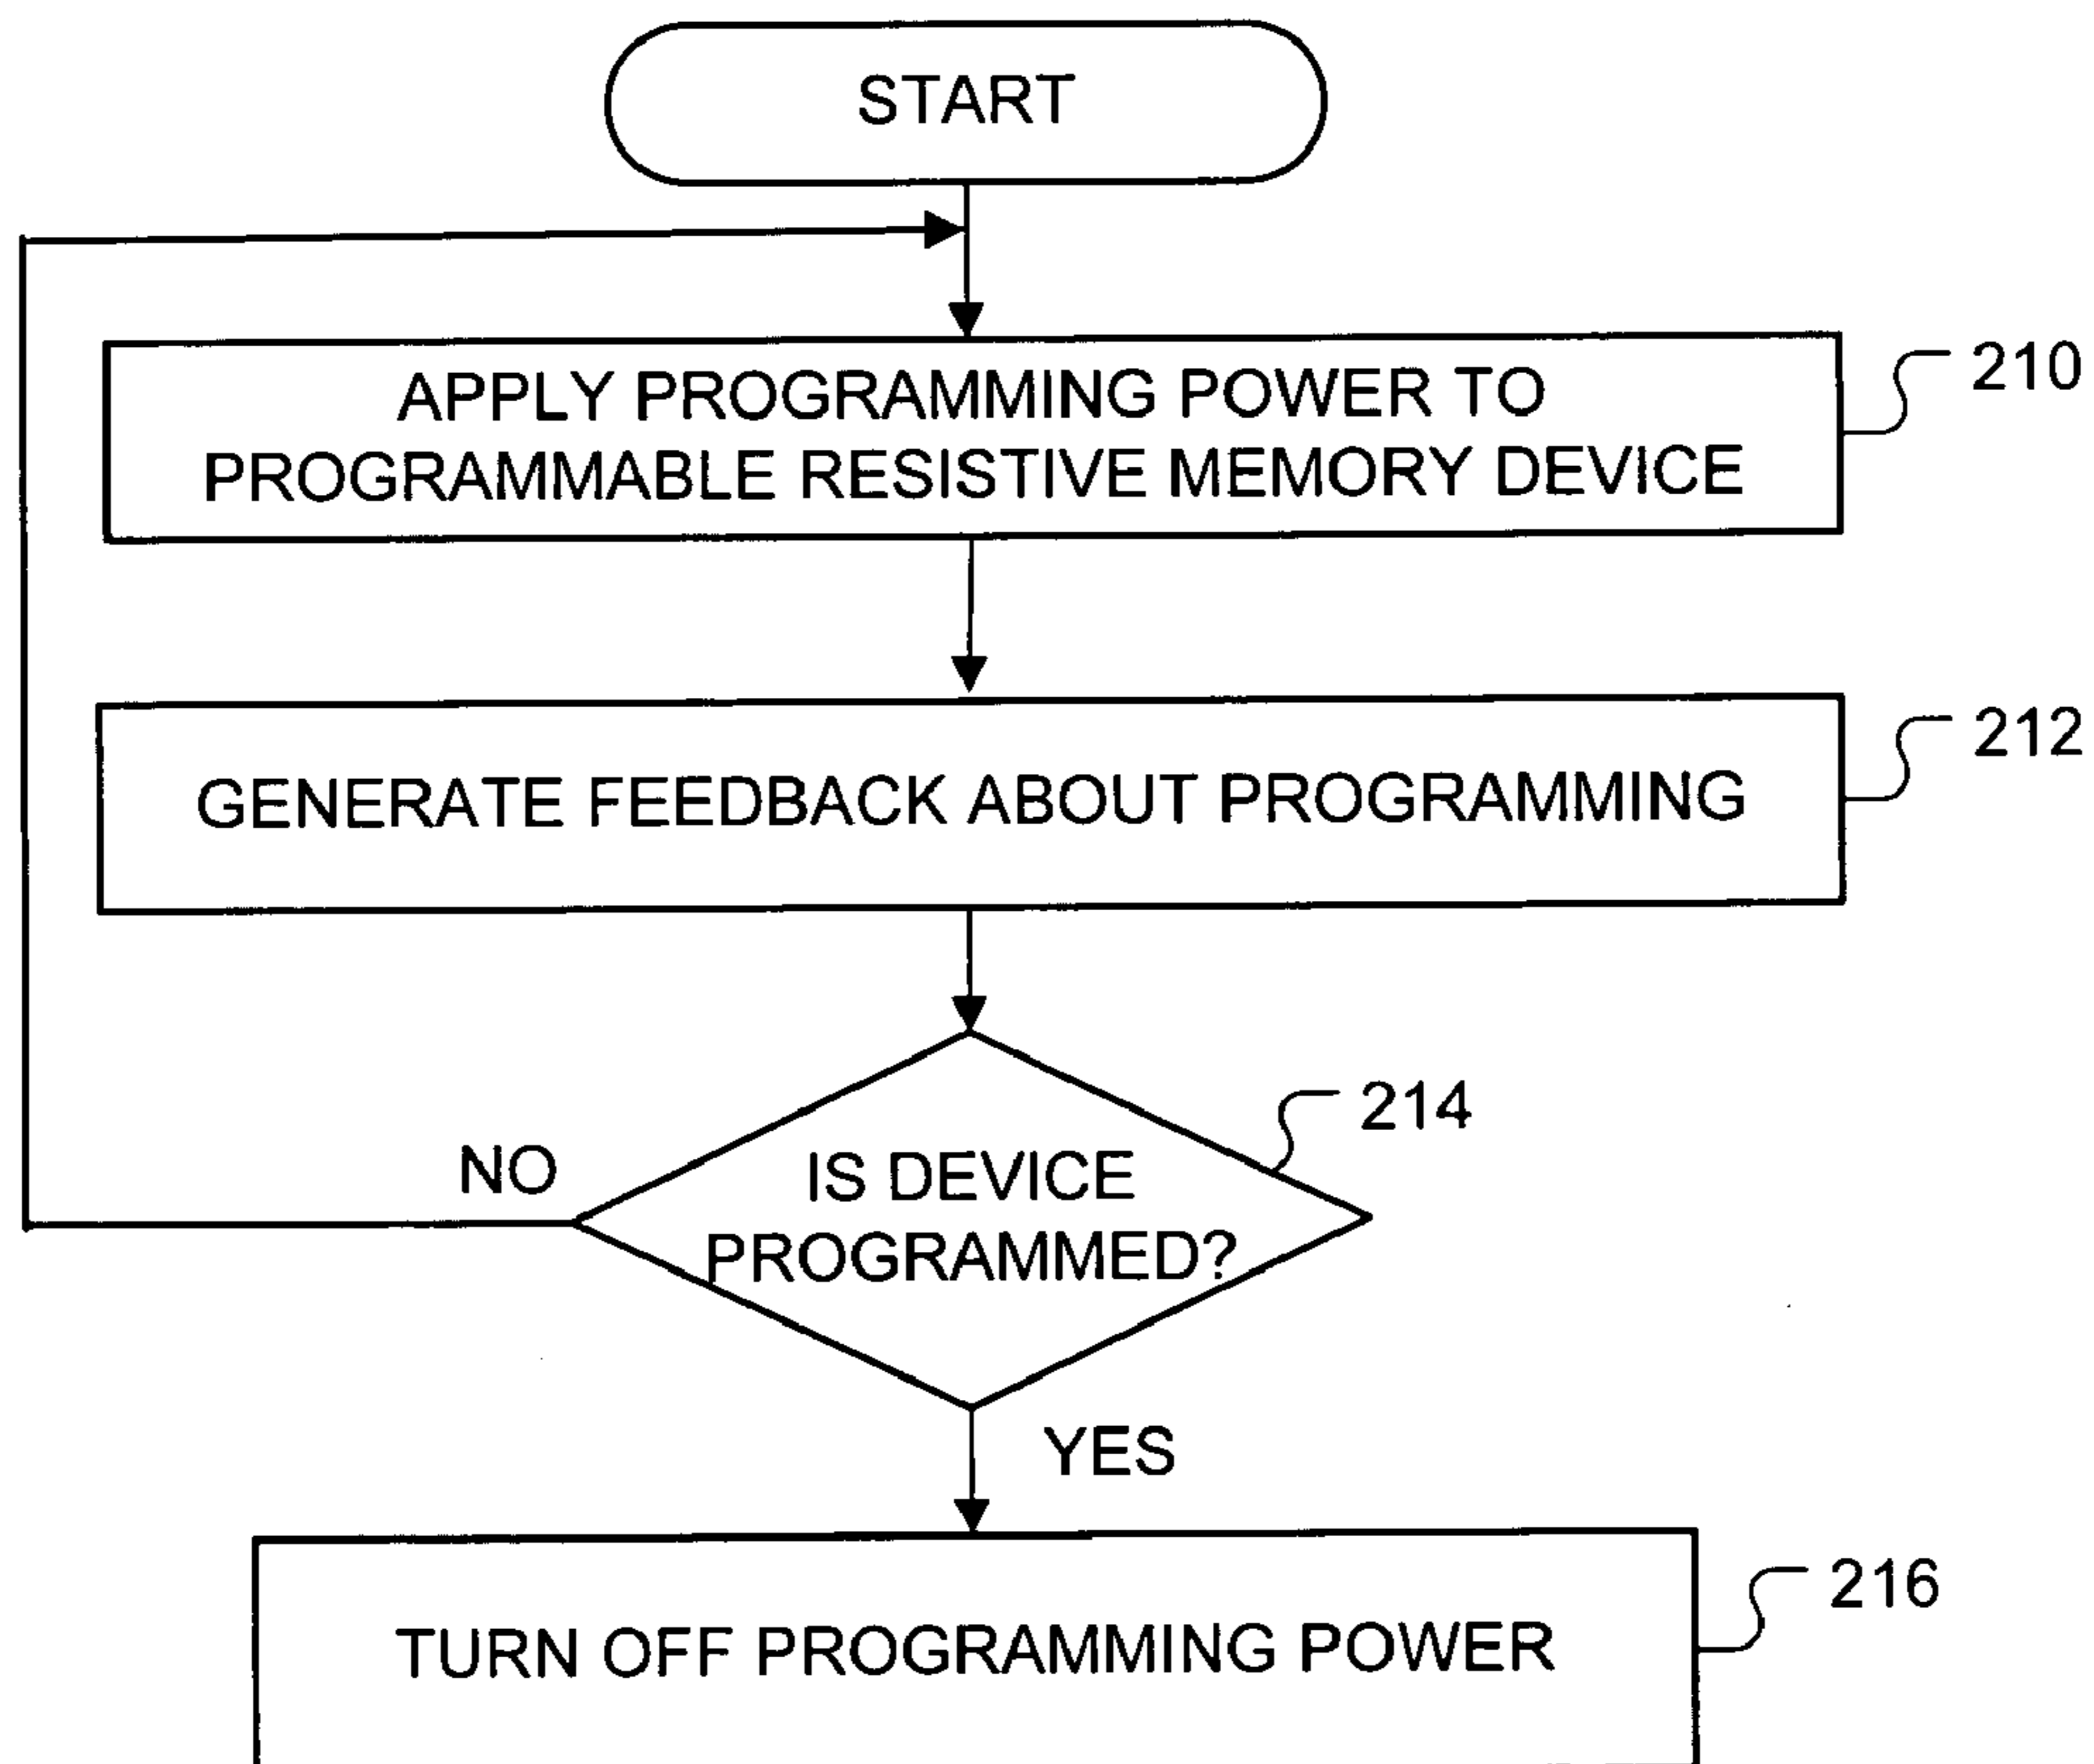 START
APPLY PROGRAMMING POWER TO
PROGRAMMABLE RESISTIVE MEMORY DEVICE
210
GENERATE FEEDBACK ABOUT PROGRAMMING
212
214
NO
IS DEVICE
PROGRAMMED?
YES
TURN OFF PROGRAMMING POWER
216